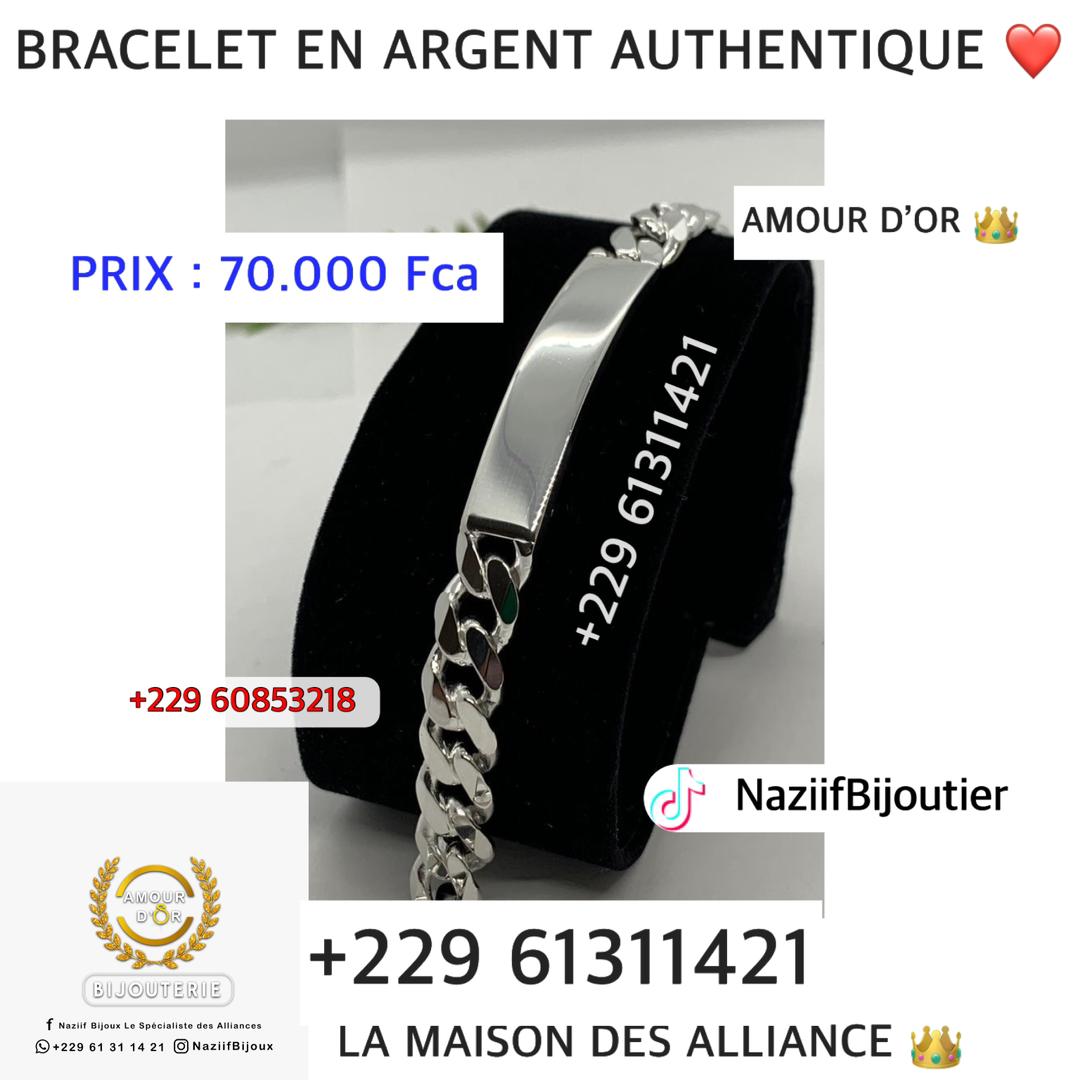 BRACELET EN ARGENT AUTHENTIQUE ❤️
AMOUR D’OR 👑
PRIX : 70.000 Fca
+229 61311421
+229 60853218
NaziifBijoutier
AMOUR
D'OR
BIJOUTERIE
Naziif Bijoux Le Spécialiste des Alliances
+229 61 31 14 21 NaziifBijoux
+229 61311421
LA MAISON DES ALLIANCE 👑